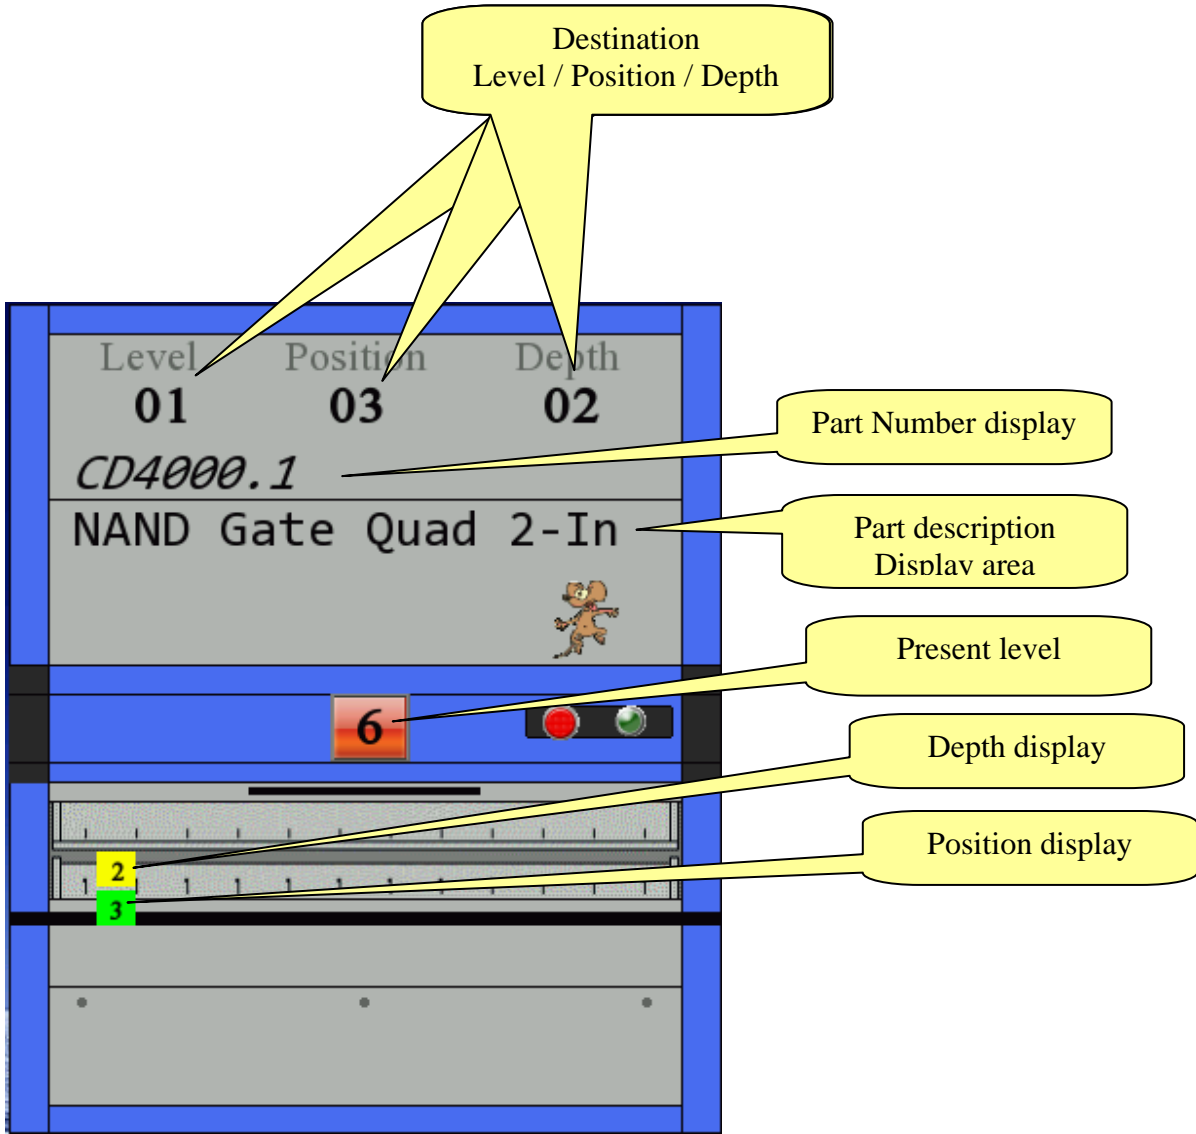 Destination
Level / Position / Depth
Level Position Depth
01 03 02
CD4000.1
Part Number display
NAND Gate Quad 2-In
Part description
Display area
Present level
6
Depth display
2
Position display
3